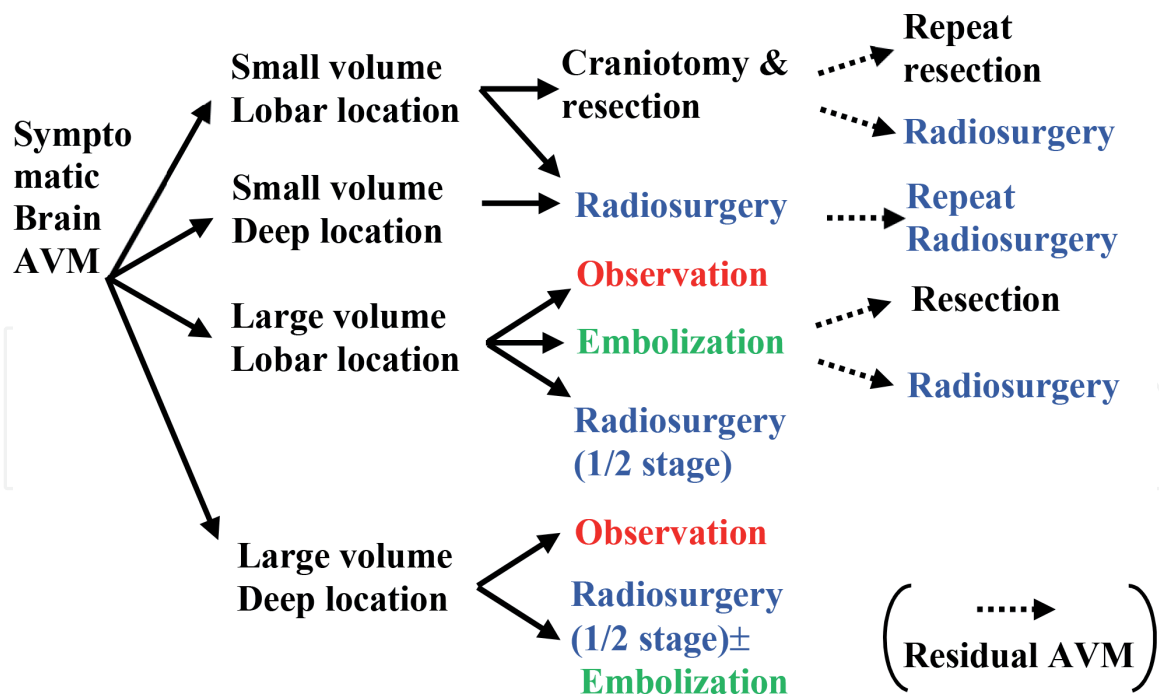 Sympto
matic
Brain
AVM
Small volume
Lobar location
Small volume
Deep location
Large volume
Lobar location
Large volume
Deep location
Craniotomy &
resection
Radiosurgery
Observation
Embolization
Radiosurgery
(1/2 stage)
Observation
Radiosurgery
(1/2 stage)±
Embolization
Repeat
resection
Radiosurgery
Repeat
Radiosurgery
Resection
Radiosurgery
Residual AVM